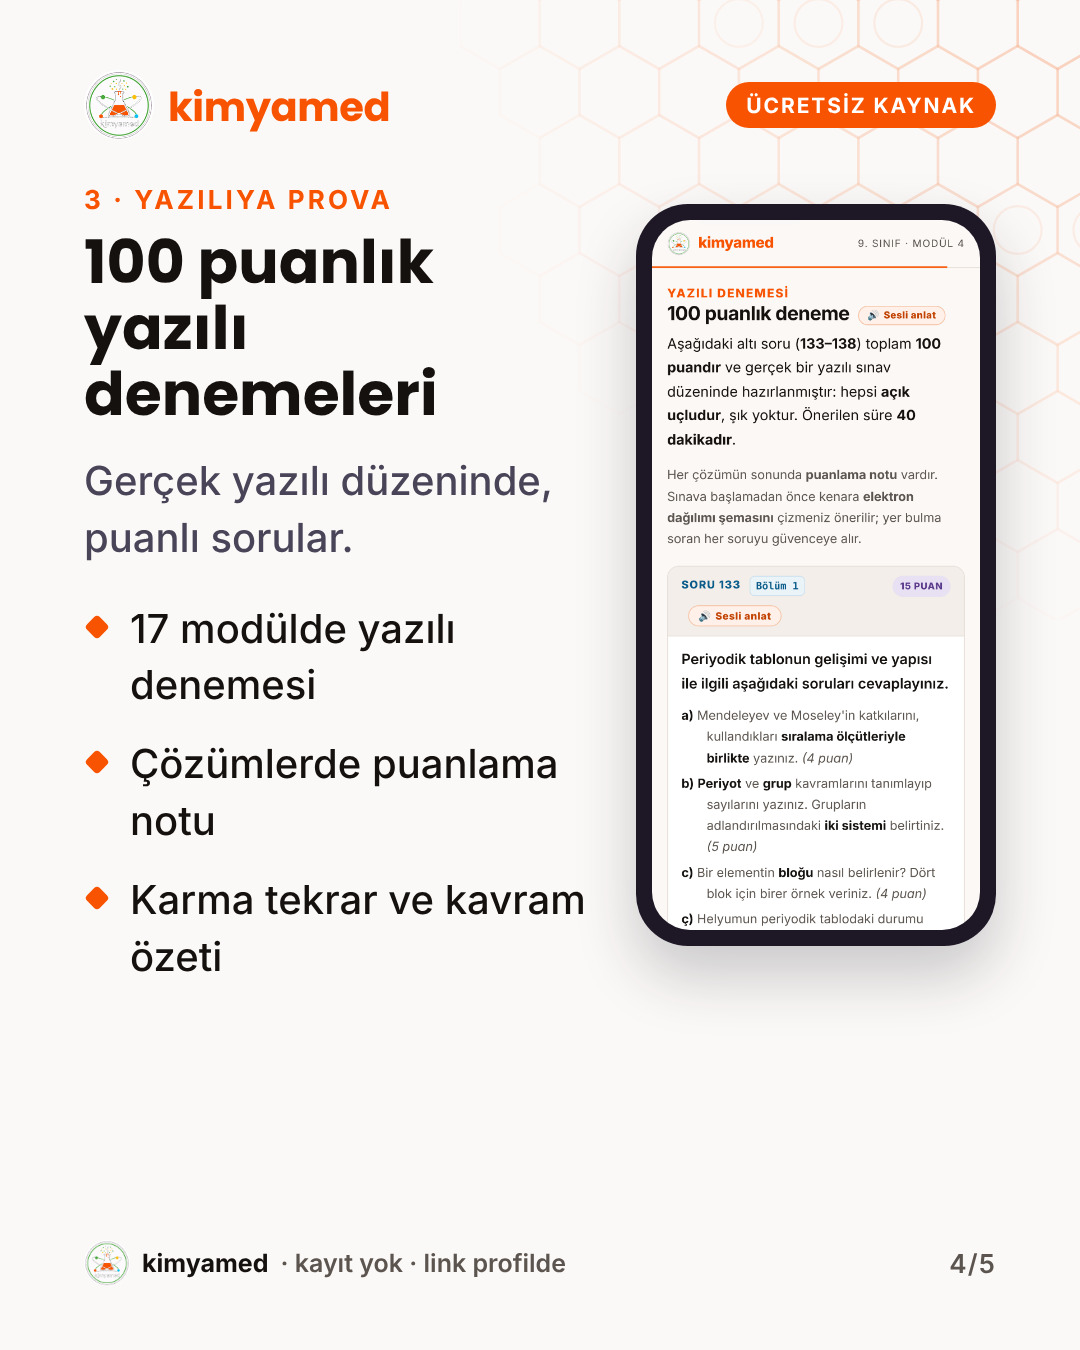 kimyamed
ÜCRETSİZ KAYNAK
3 · YAZILIYA PROVA
100 puanlık
yazılı
denemeleri
Gerçek yazılı düzeninde,
puanlı sorular.
17 modülde yazılı
denemesi
Çözümlerde puanlama
notu
Karma tekrar ve kavram
özeti
kimyamed
9. SINIF · MODÜL 4
YAZILI DENEMESİ
100 puanlık deneme
Sesli anlat
Aşağıdaki altı soru (133–138) toplam 100
puandır ve gerçek bir yazılı sınav
düzeninde hazırlanmıştır: hepsi açık
uçludur, şık yoktur. Önerilen süre 40
dakikadır.
Her çözümün sonunda puanlama notu vardır.
Sınava başlamadan önce kenara elektron
dağılımı şemasını çizmeniz önerilir; yer bulma
soran her soruyu güvenceye alır.
SORU 133 Bölüm 1 15 PUAN
Sesli anlat
Periyodik tablonun gelişimi ve yapısı
ile ilgili aşağıdaki soruları cevaplayınız.
a) Mendeleyev ve Moseley'in katkılarını,
kullandıkları sıralama ölçütleriyle
birlikte yazınız. (4 puan)
b) Periyot ve grup kavramlarını tanımlayıp
sayılarını yazınız. Grupların
adlandırılmasındaki iki sistemi belirtiniz.
(5 puan)
c) Bir elementin bloğu nasıl belirlenir? Dört
blok için birer örnek veriniz. (4 puan)
ç) Helyumun periyodik tablodaki durumu
kimyamed · kayıt yok · link profilde
4/5